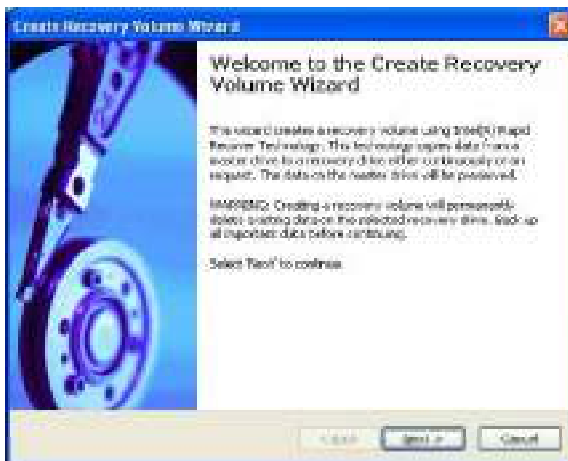 Create Recovery Volume Wizard
Welcome to the Create Recovery
Volume Wizard
This wizard creates a recovery volume using Intel(R) Rapid
Recover Technology. This technology copies data from a
master drive to a recovery drive either continuously or on
request. The data on the master drive will be preserved.
WARNING: Creating a recovery volume will permanently
delete existing data on the selected recovery drive. Back up
all important data before continuing.
Select 'Next' to continue.
< Back
Next >
Cancel